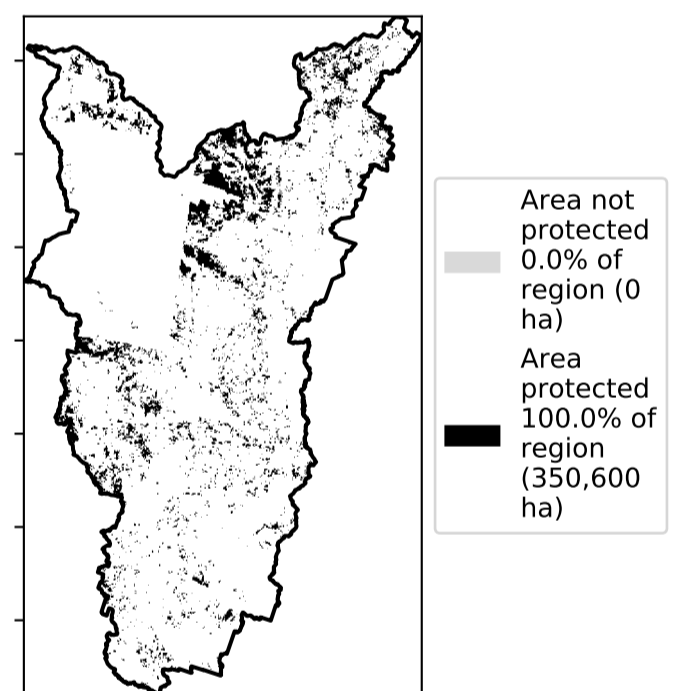 Area not
protected
0.0% of
region (0
ha)
Area
protected
100.0% of
region
(350,600
ha)